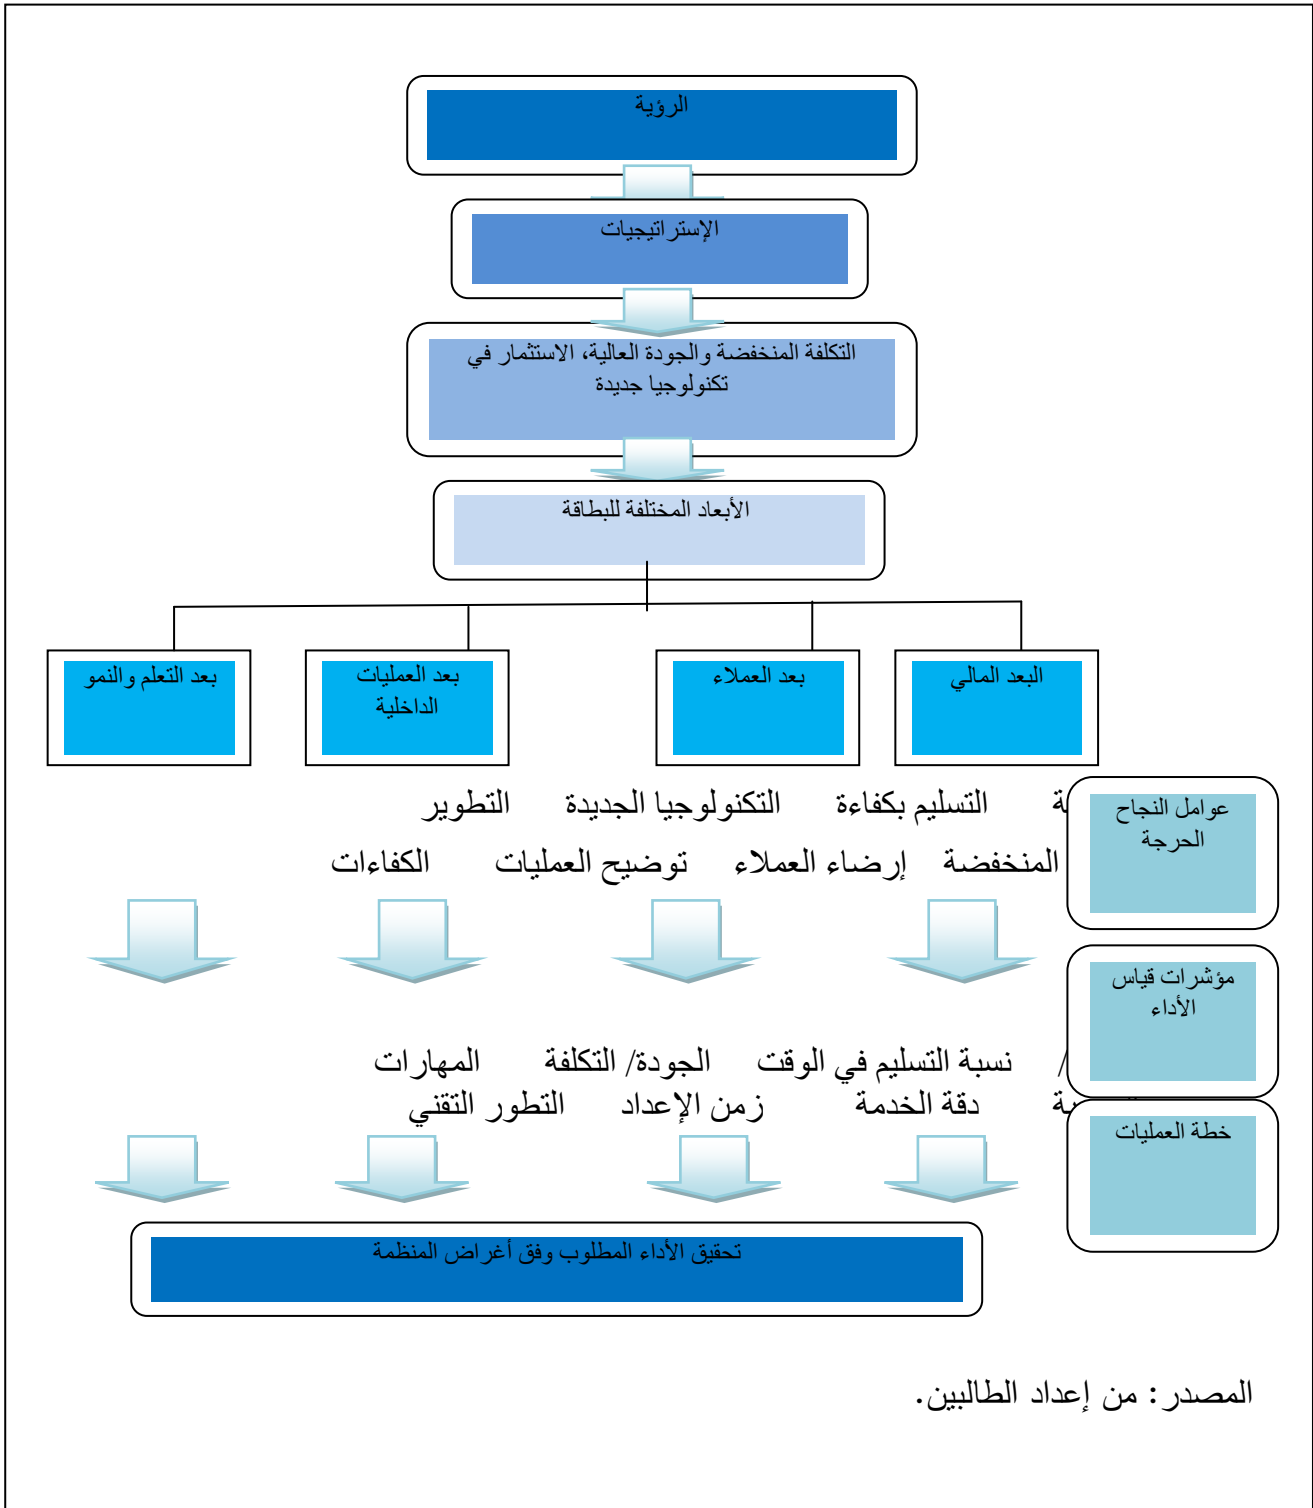 الرؤية
الإستراتيجيات
التكلفة المنخفضة والجودة العالية، الاستثمار في
تكنولوجيا جديدة
الأبعاد المختلفة للبطاقة
البعد المالي
بعد العملاء
بعد العمليات
الداخلية
بعد التعلم والنمو
عوامل النجاح
الحرجة
التسليم بكفاءة التكنولوجيا الجديدة التطوير
المنخفضة إرضاء العملاء توضيح العمليات الكفاءات
مؤشرات قياس
الأداء
/ نسبة التسليم في الوقت الجودة/ التكلفة المهارات
دقة الخدمة زمن الإعداد التطور التقني
خطة العمليات
تحقيق الأداء المطلوب وفق أغراض المنظمة
المصدر: من إعداد الطالبين.